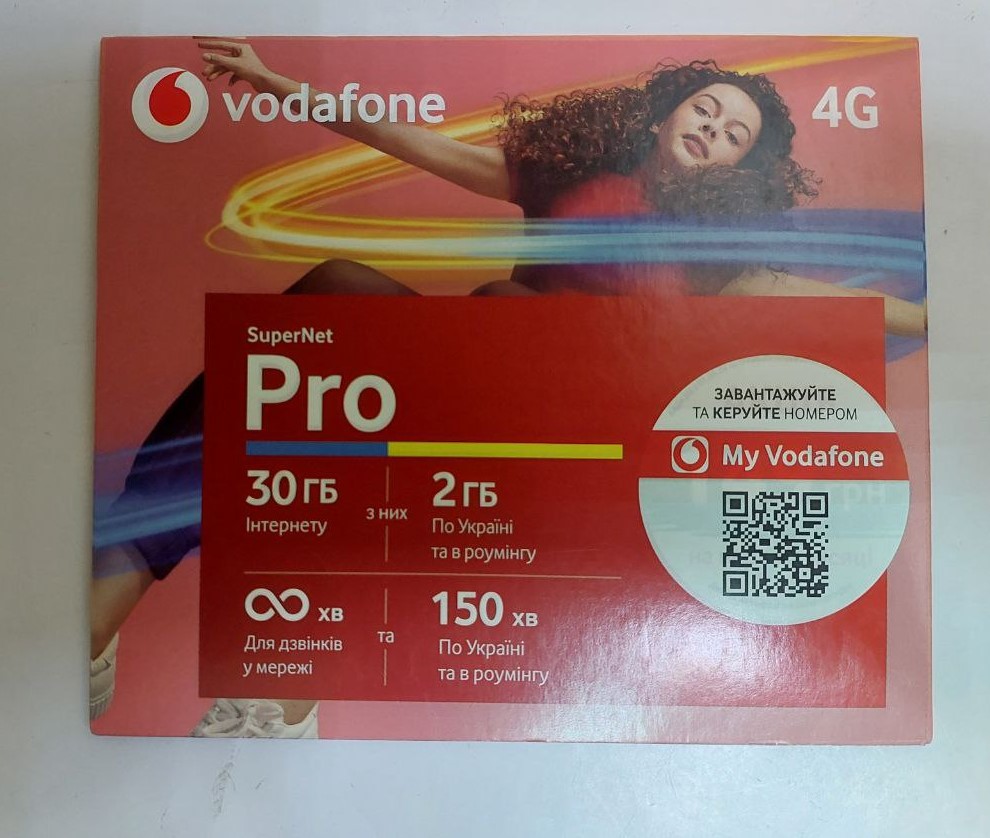 vodafone
4G
SuperNet
Pro
30 ГБ
Інтернету
з них
2 ГБ
По Україні
та в роумінгу
∞ хв
Для дзвінків
у мережі
та
150 хв
По Україні
та в роумінгу
ЗАВАНТАЖУЙТЕ
ТА КЕРУЙТЕ НОМЕРОМ
My Vodafone